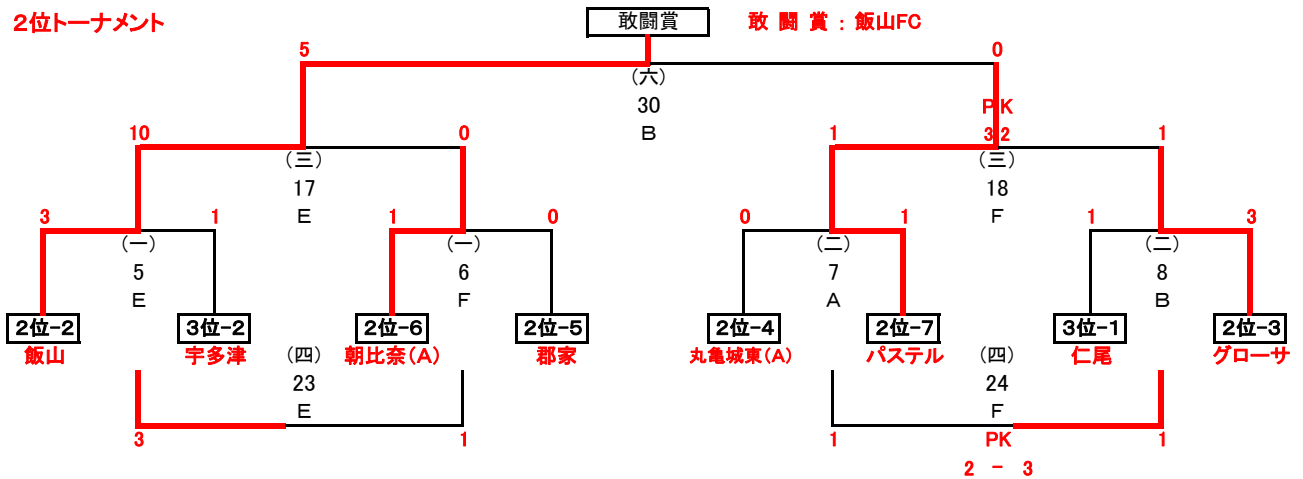 ２位トーナメント
敢闘賞
敢 闘 賞 ： 飯山FC
5
0
(六)
30
B
PK
10
0
1
3 2
1
(三)
17
E
(三)
18
F
3
1
1
0
0
1
1
3
(一)
5
E
(一)
6
F
(二)
7
A
(二)
8
B
２位-2
３位-2
２位-6
２位-5
２位-4
２位-7
３位-1
２位-3
飯山
宇多津
朝比奈(A)
郡家
丸亀城東(A)
パステル
仁尾
グローサ
(四)
23
E
(四)
24
F
3
1
1
PK
1
2 － 3